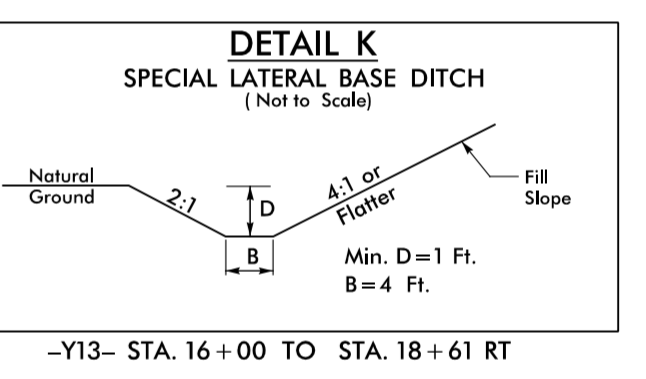 DETAIL K
SPECIAL LATERAL BASE DITCH
( Not to Scale)
Natural
Ground
2:1
D
B
4:1 or
Flatter
Fill
Slope
Min. D=1 Ft.
B=4 Ft.
-Y13- STA. 16+00 TO STA. 18+61 RT